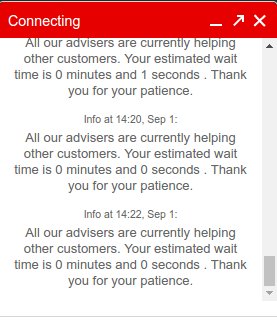 Connecting
All our advisers are currently helping
other customers. Your estimated wait
time is 0 minutes and 1 seconds . Thank
you for your patience.
Info at 14:20, Sep 1:
All our advisers are currently helping
other customers. Your estimated wait
time is 0 minutes and 0 seconds . Thank
you for your patience.
Info at 14:22, Sep 1:
All our advisers are currently helping
other customers. Your estimated wait
time is 0 minutes and 0 seconds . Thank
you for your patience.